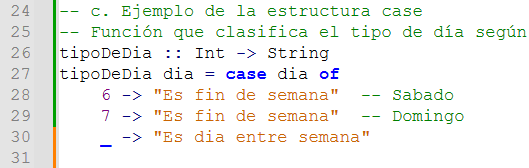 24 -- c. Ejemplo de la estructura case
25 -- Función que clasifica el tipo de día según
26 tipoDeDia :: Int -> String
27 tipoDeDia dia = case dia of
28     6 -> "Es fin de semana"  -- Sabado
29     7 -> "Es fin de semana"  -- Domingo
30     _ -> "Es dia entre semana"
31